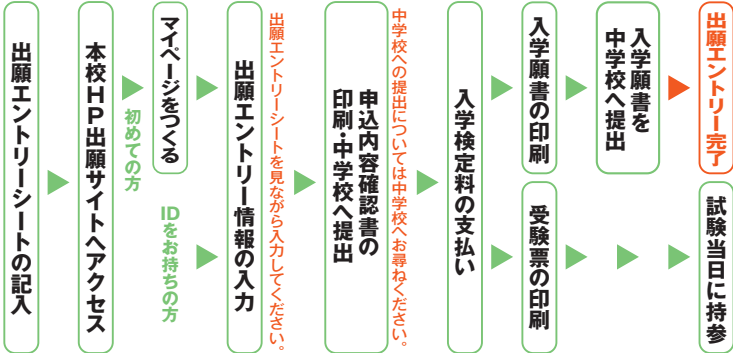 出願エントリーシートの記入
本校HP出願サイトへアクセス
初めての方
マイページをつくる
IDをお持ちの方
出願エントリー情報の入力
出願エントリーシートを見ながら入力してください。
申込内容確認書の
印刷・中学校へ提出
中学校への提出については中学校へお尋ねください。
入学検定料の支払い
入学願書の印刷
入学願書を
中学校へ提出
出願エントリー完了
受験票の印刷
試験当日に持参